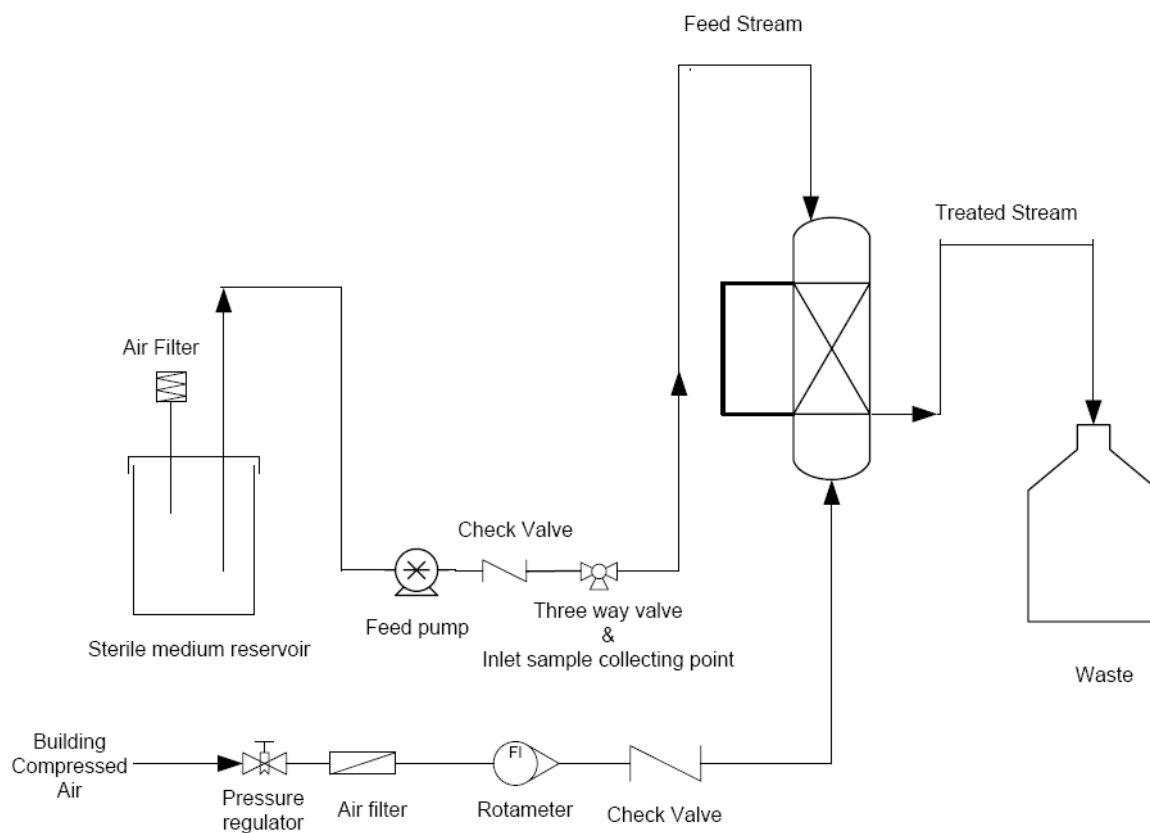 Feed Stream
Treated Stream
Air Filter
Check Valve
Feed pump
Three way valve
&
Inlet sample collecting point
Sterile medium reservoir
Waste
Building
Compressed
Air
FI
Pressure
regulator
Air filter
Rotameter
Check Valve